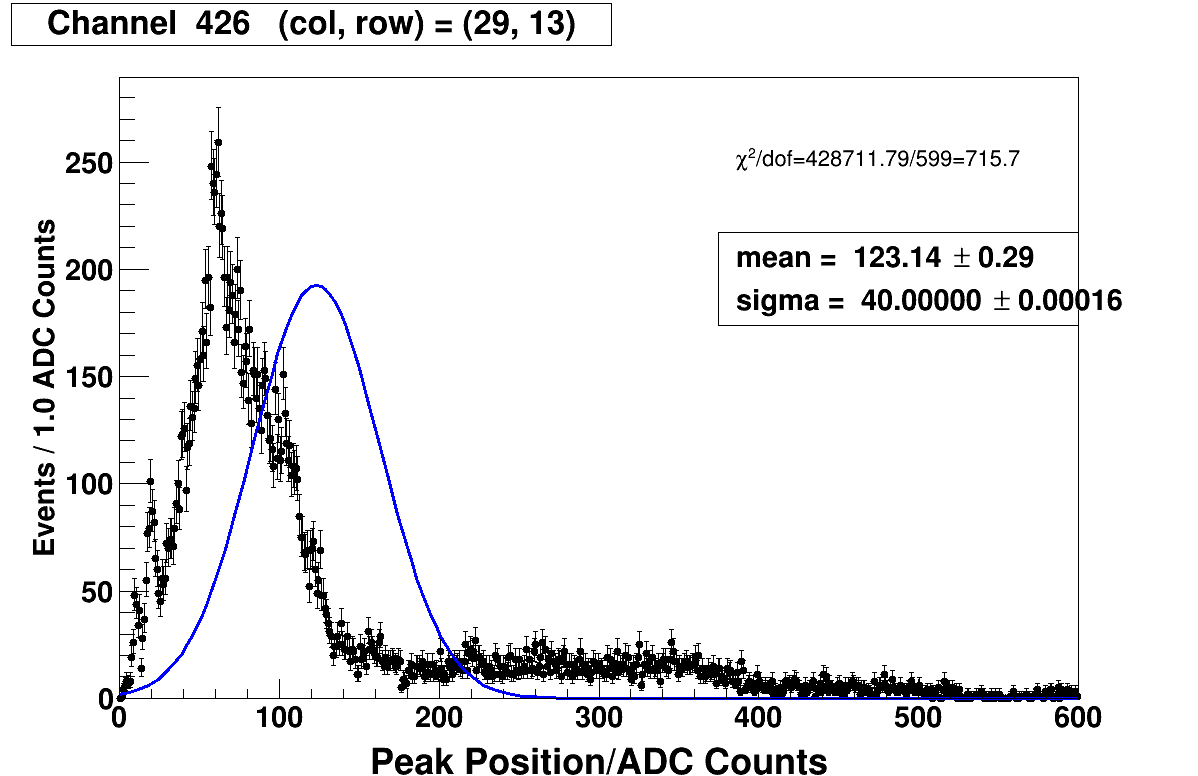 Channel 426 (col, row) = (29, 13)
χ²/dof=428711.79/599=715.7
mean = 123.14 ± 0.29
sigma = 40.00000 ± 0.00016
Events / 1.0 ADC Counts
250
200
150
100
50
0
0 100 200 300 400 500 600
Peak Position/ADC Counts